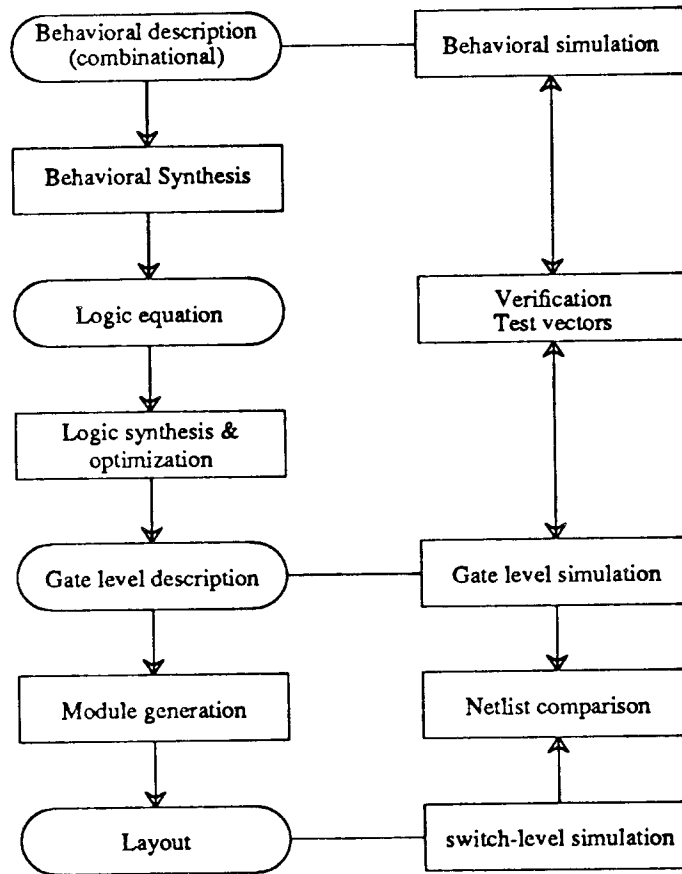 Behavioral description
(combinational)
Behavioral simulation
Behavioral Synthesis
Logic equation
Verification
Test vectors
Logic synthesis &
optimization
Gate level description
Gate level simulation
Module generation
Netlist comparison
Layout
switch-level simulation